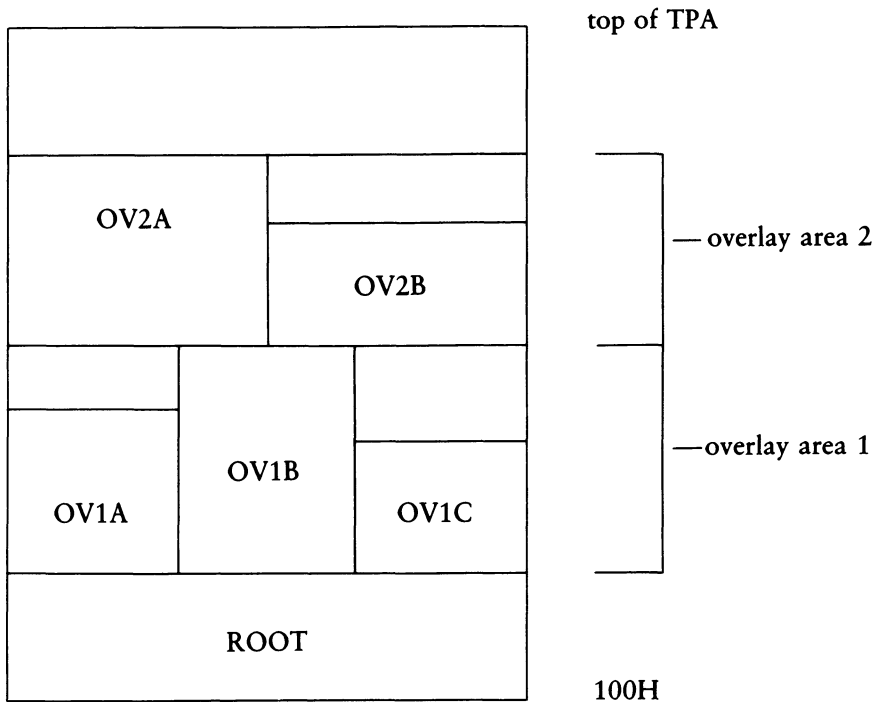 top of TPA
OV2A
overlay area 2
OV2B
overlay area 1
OV1B
OV1A
OV1C
ROOT
100H